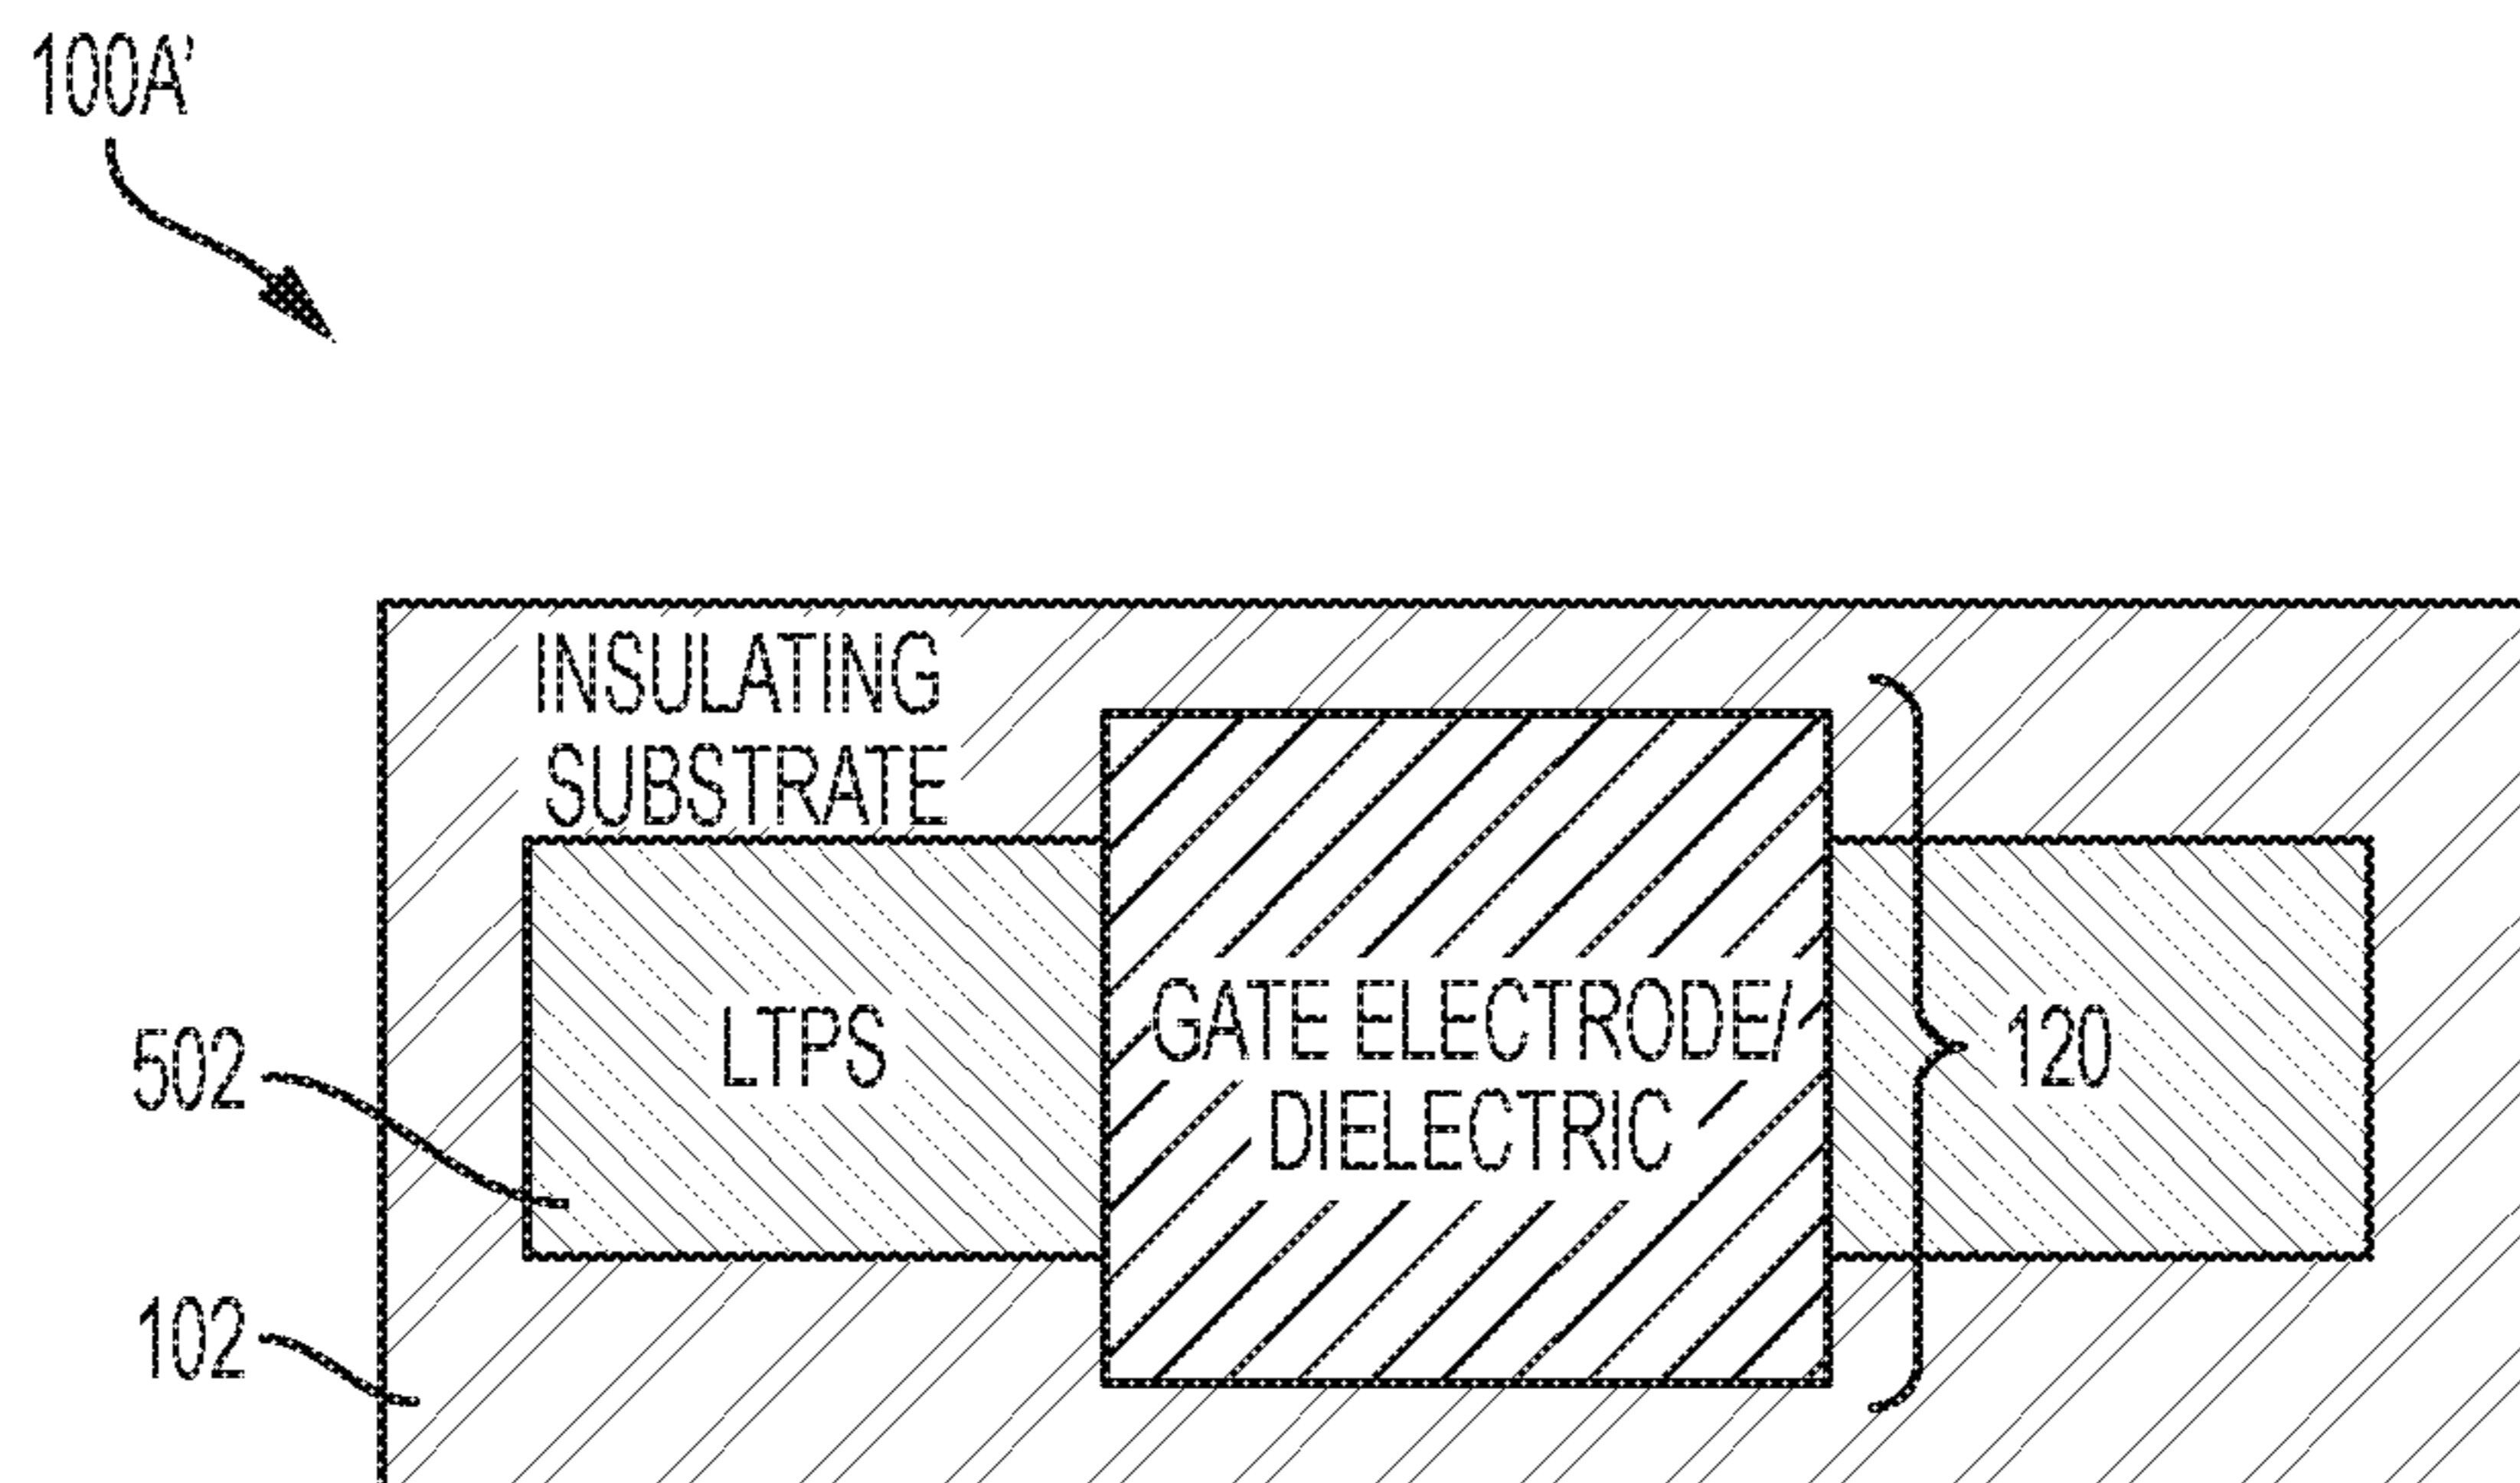 100A'
INSULATING
SUBSTRATE
LTPS
GATE ELECTRODE/
DIELECTRIC
120
502
102